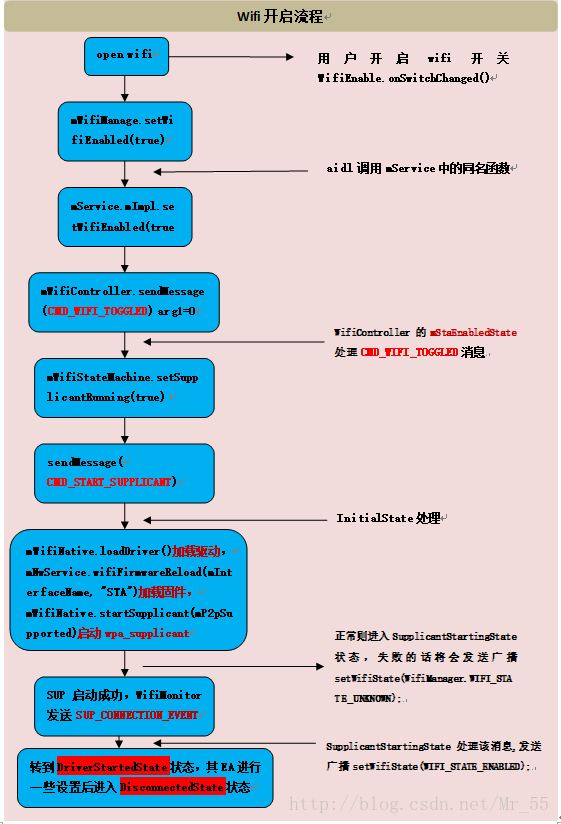 Wifi开启流程
open wifi
用户开启wifi开关
WifiEnable.onSwitchChanged()
mWifiManage.setWi
fiEnabled(true)
aidl调用mService中的同名函数
mService.mImpl.se
tWifiEnabled(true
mWifiController.sendMessage
(CMD_WIFI_TOGGLED) arg1=0
WifiController 的 mStaEnabledState
处理 CMD_WIFI_TOGGLED 消息
mWifiStateMachine.setSupp
licantRunning(true)
sendMessage(
CMD_START_SUPPLICANT)
InitialState 处理
mWifiNative.loadDriver()加载驱动，
mNwService.wifiFirmwareReload(mInt
erfaceName, "STA")加载固件，
mWifiNative.startSupplicant(mP2pSu
pported)启动 wpa_supplicant
正常则进入 SupplicantStartingState
状态，失败的话将会发送广播
setWifiState(WifiManager.WIFI_STA
TE_UNKNOWN);
SUP 启动成功，WifiMonitor
发送 SUP_CONNECTION_EVENT
SupplicantStartingState 处理该消息，发送
广播 setWifiState(WIFI_STATE_ENABLED);
转到 DriverStartedState 状态，其 EA 进行
一些设置后进入 DisconnectedState 状态
http://blog.csdn.net/Mr_55